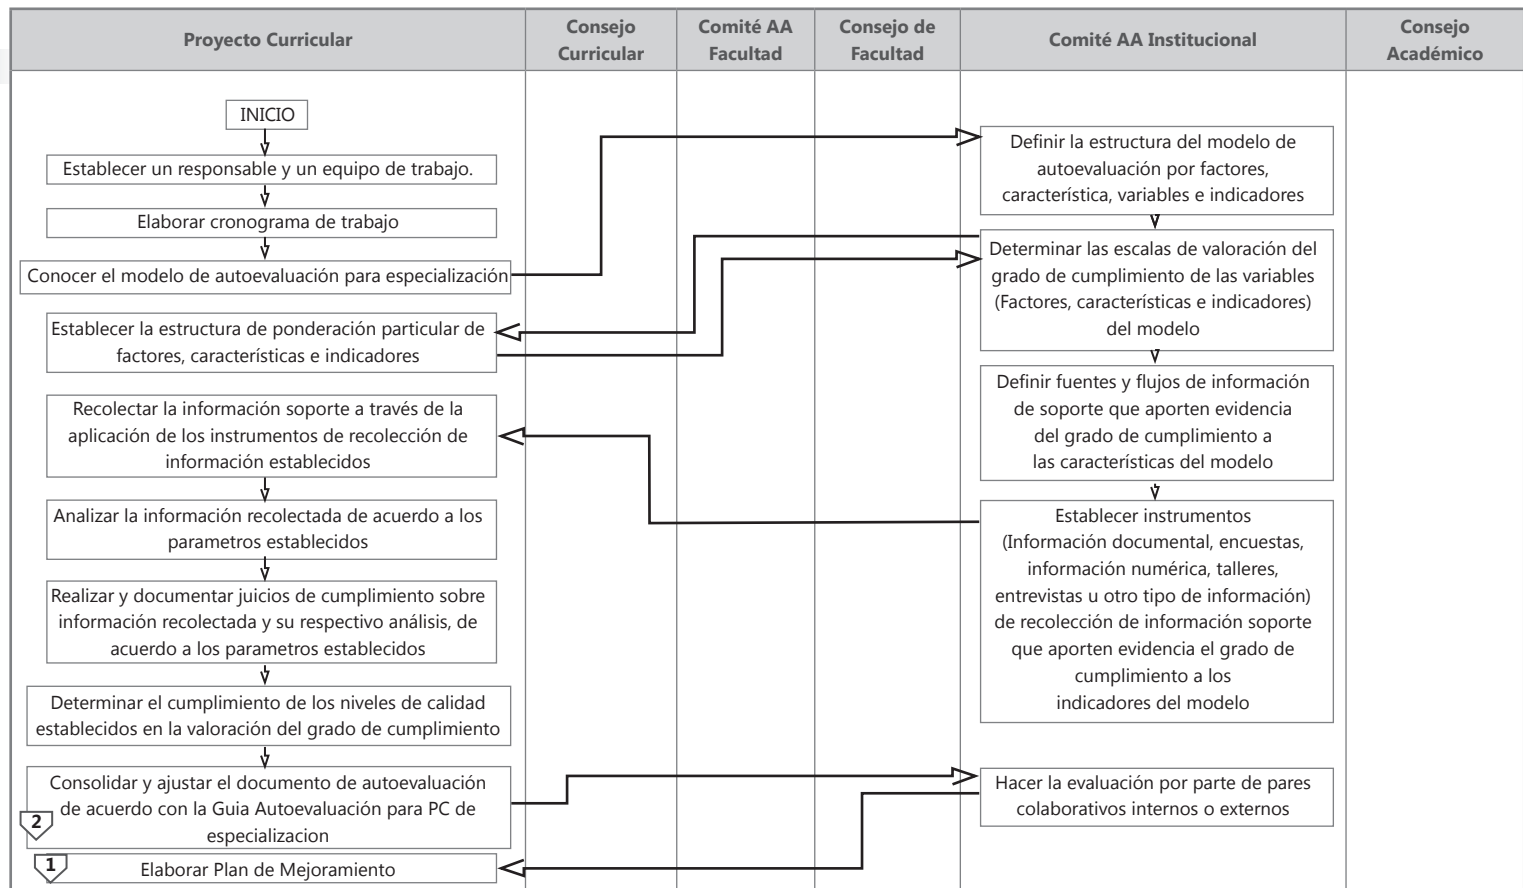 Proyecto Curricular
Consejo
Curricular
Comité AA
Facultad
Consejo de
Facultad
Comité AA Institucional
Consejo
Académico
INICIO
Establecer un responsable y un equipo de trabajo.
Elaborar cronograma de trabajo
Conocer el modelo de autoevaluación para especialización
Establecer la estructura de ponderación particular de
factores, características e indicadores
Recolectar la información soporte a través de la
aplicación de los instrumentos de recolección de
información establecidos
Analizar la información recolectada de acuerdo a los
parametros establecidos
Realizar y documentar juicios de cumplimiento sobre
información recolectada y su respectivo análisis, de
acuerdo a los parametros establecidos
Determinar el cumplimiento de los niveles de calidad
establecidos en la valoración del grado de cumplimiento
Consolidar y ajustar el documento de autoevaluación
de acuerdo con la Guia Autoevaluación para PC de
especializacion
2
1
Elaborar Plan de Mejoramiento
Definir la estructura del modelo de
autoevaluación por factores,
característica, variables e indicadores
Determinar las escalas de valoración del
grado de cumplimiento de las variables
(Factores, características e indicadores)
del modelo
Definir fuentes y flujos de información
de soporte que aporten evidencia
del grado de cumplimiento a
las características del modelo
Establecer instrumentos
(Información documental, encuestas,
información numérica, talleres,
entrevistas u otro tipo de información)
de recolección de información soporte
que aporten evidencia el grado de
cumplimiento a los
indicadores del modelo
Hacer la evaluación por parte de pares
colaborativos internos o externos